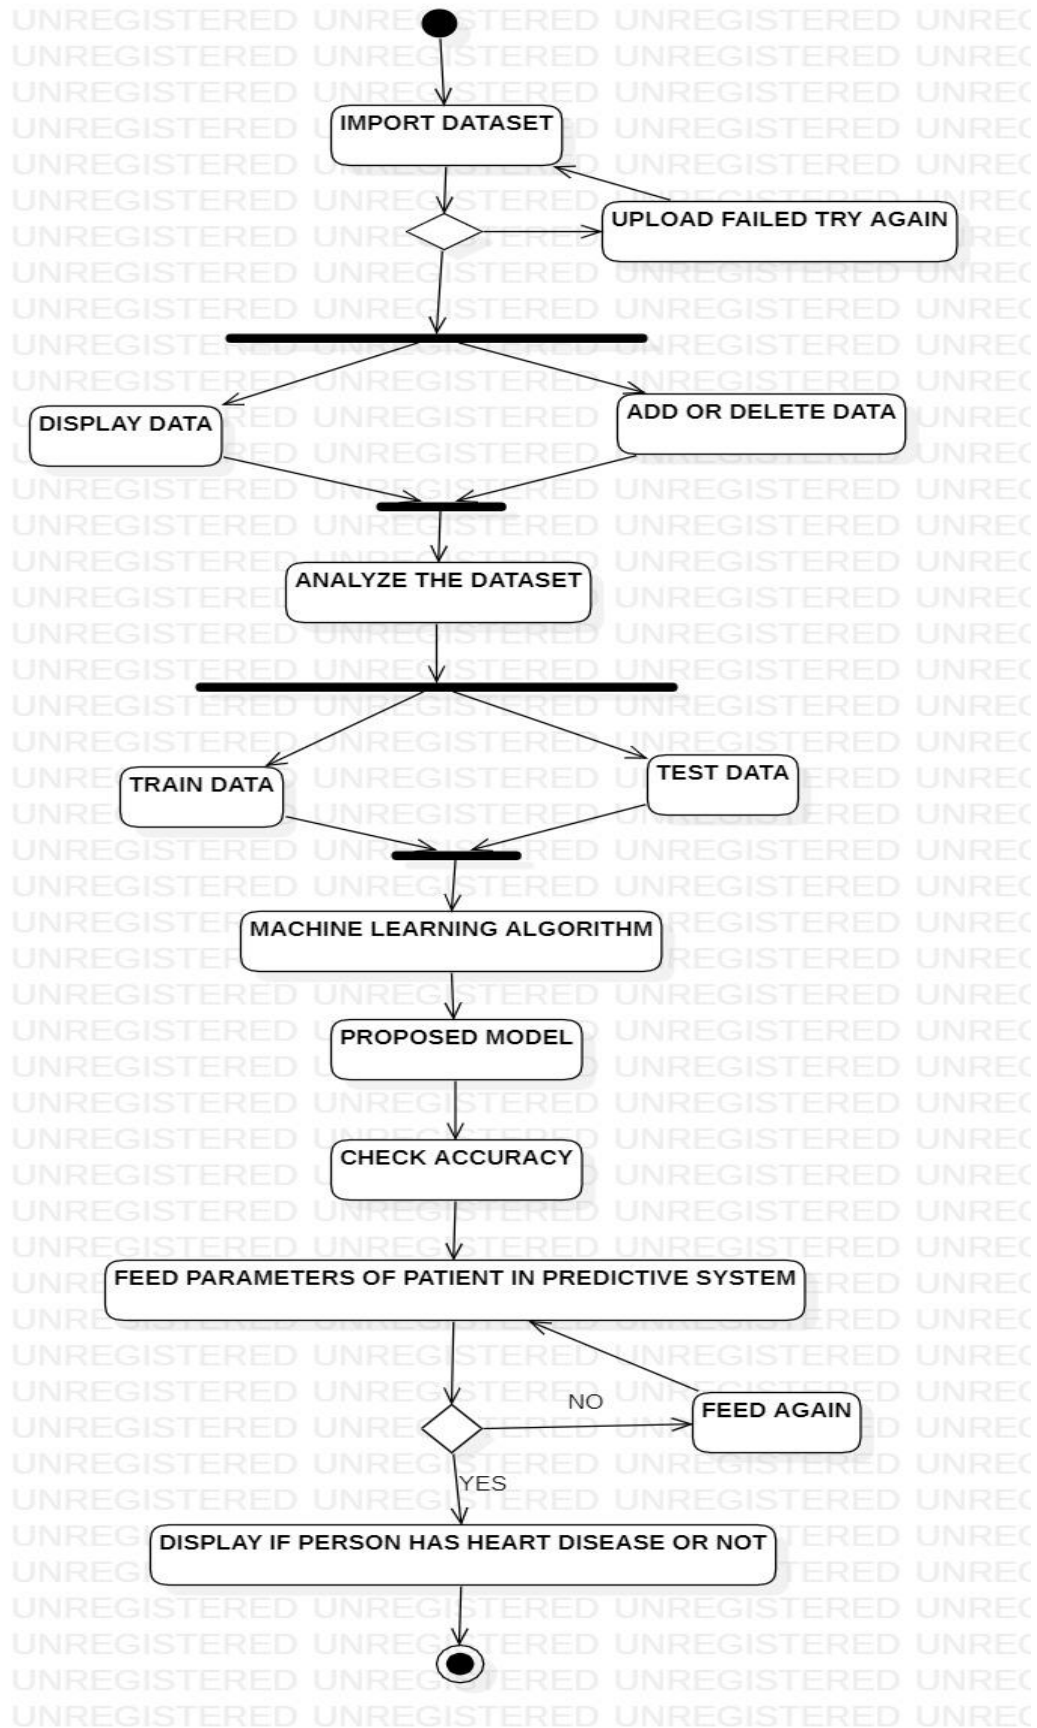 IMPORT DATASET
UPLOAD FAILED TRY AGAIN
DISPLAY DATA
ADD OR DELETE DATA
ANALYZE THE DATASET
TRAIN DATA
TEST DATA
MACHINE LEARNING ALGORITHM
PROPOSED MODEL
CHECK ACCURACY
FEED PARAMETERS OF PATIENT IN PREDICTIVE SYSTEM
NO
FEED AGAIN
YES
DISPLAY IF PERSON HAS HEART DISEASE OR NOT
UNREGISTERED